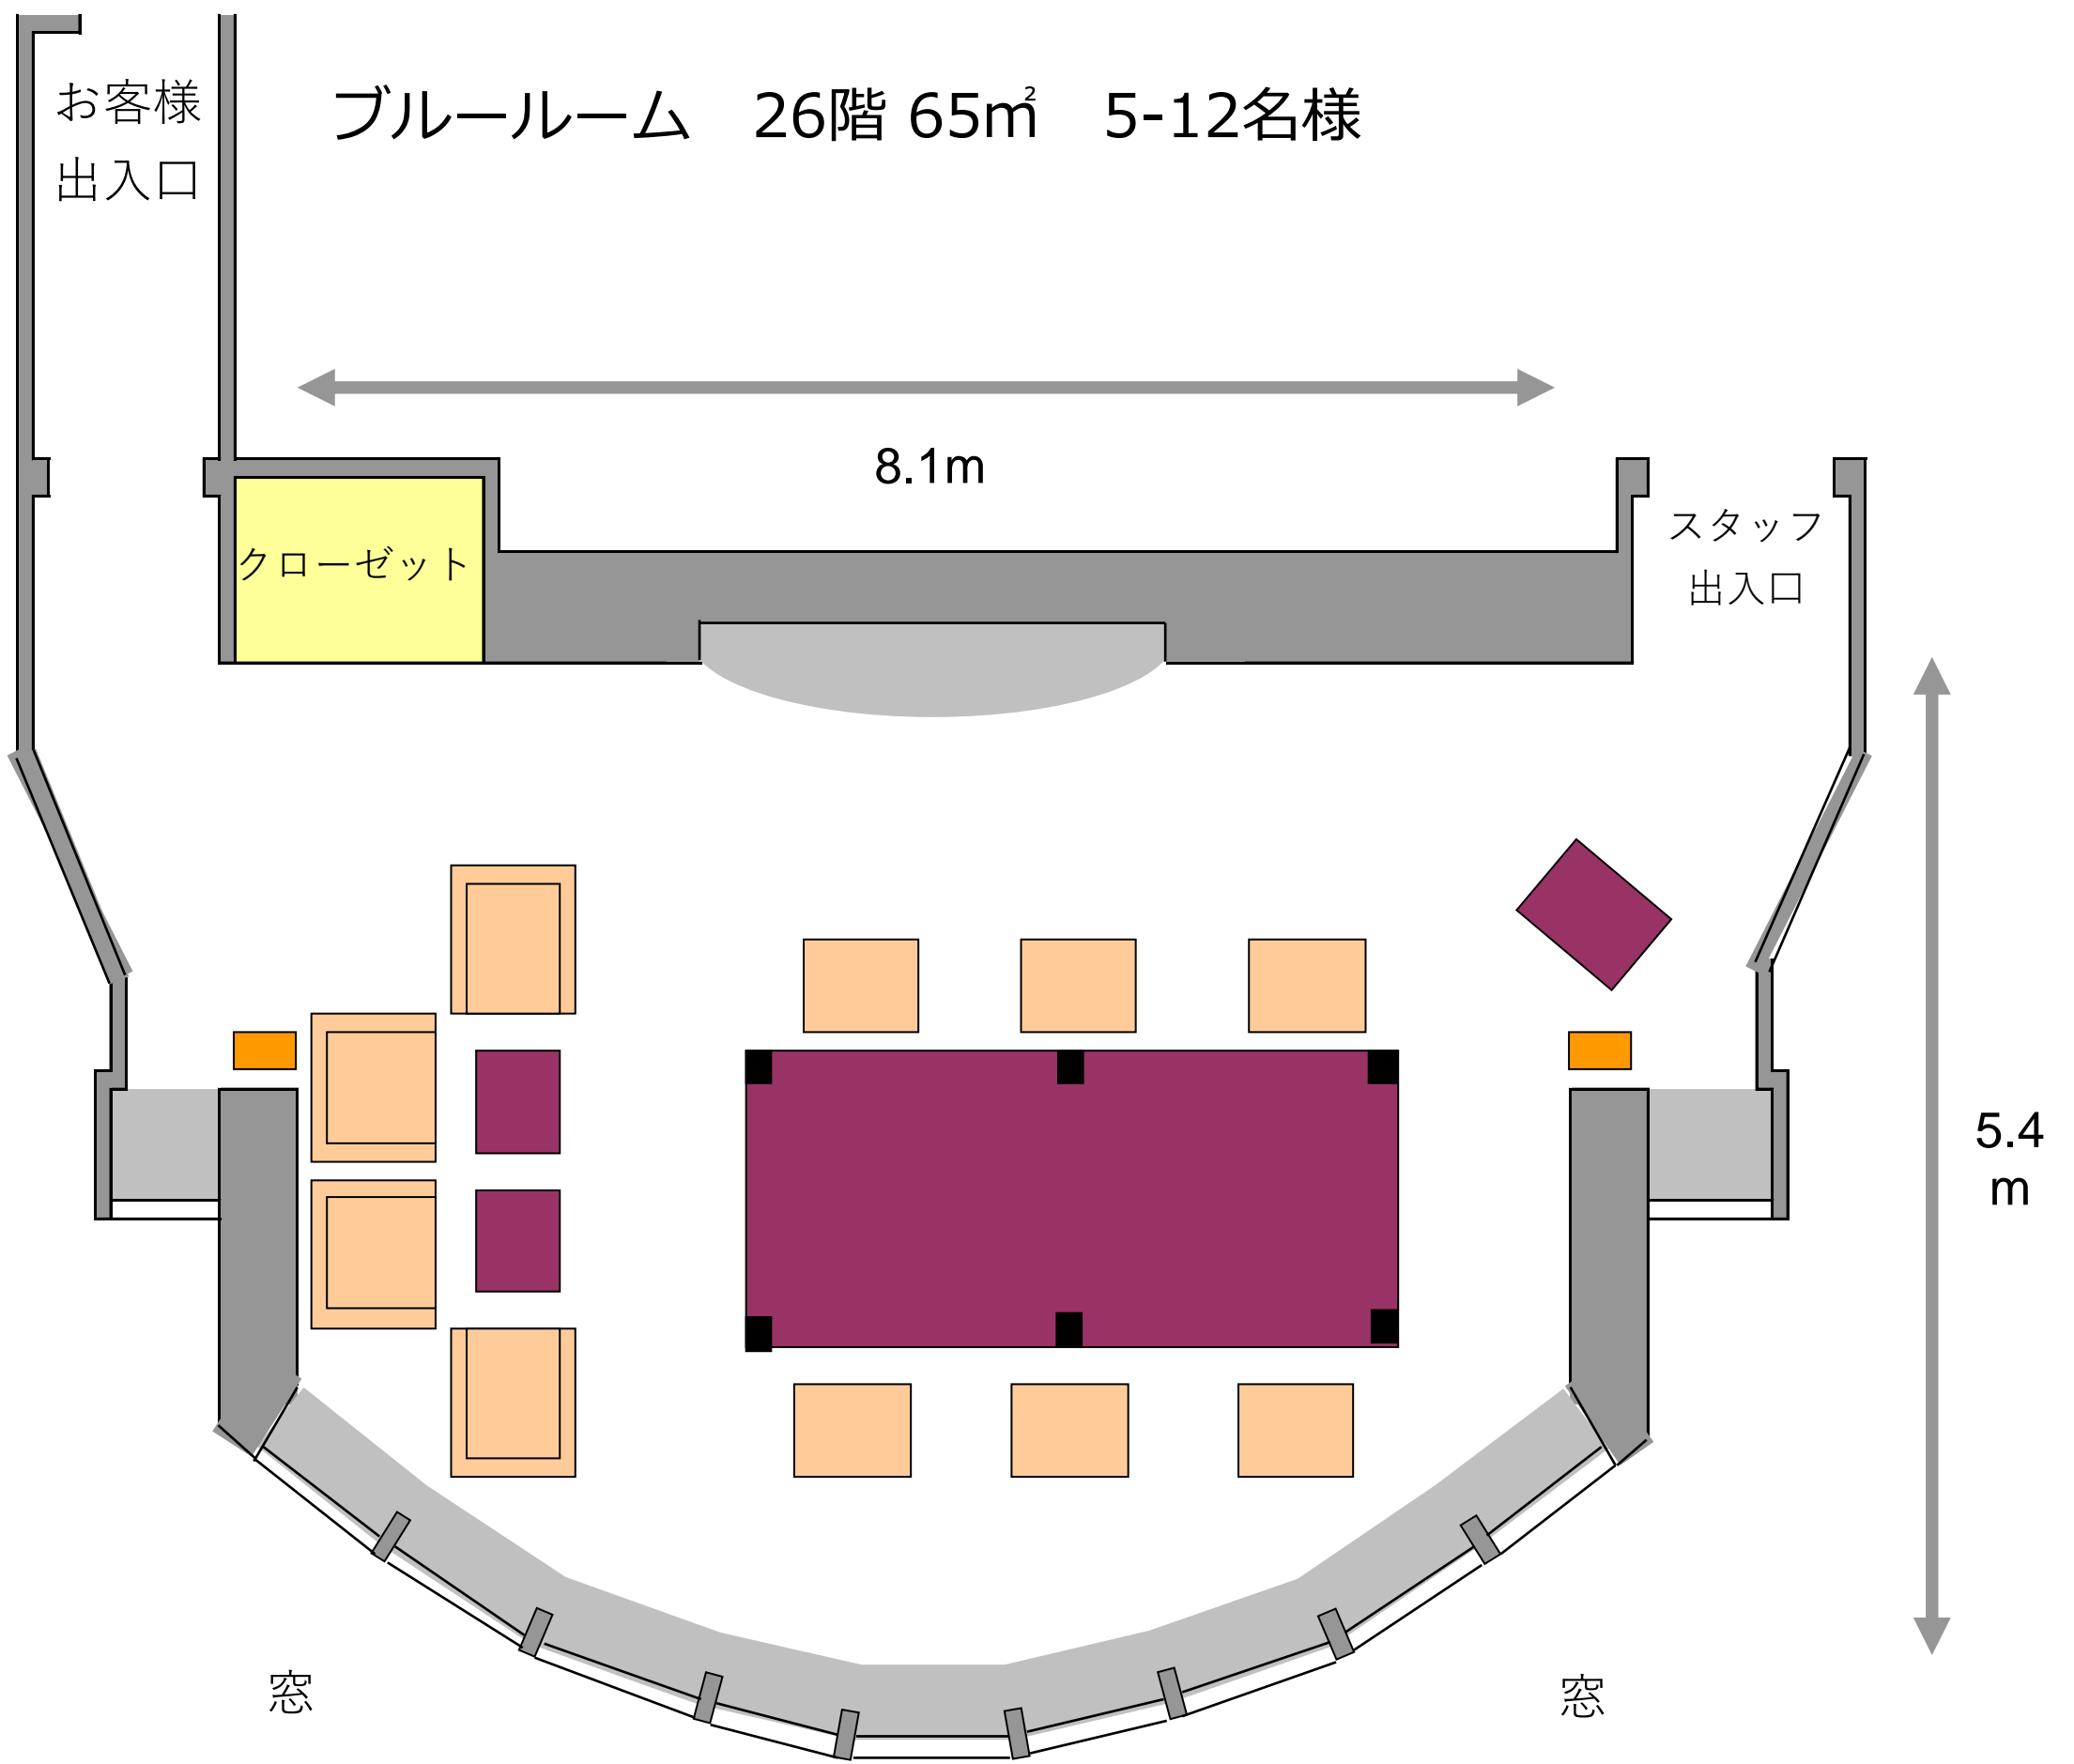 お客様
出入口
ブルールーム　26階 65㎡　5-12名様
8.1m
クローゼット
スタッフ
出入口
5.4
m
窓
窓